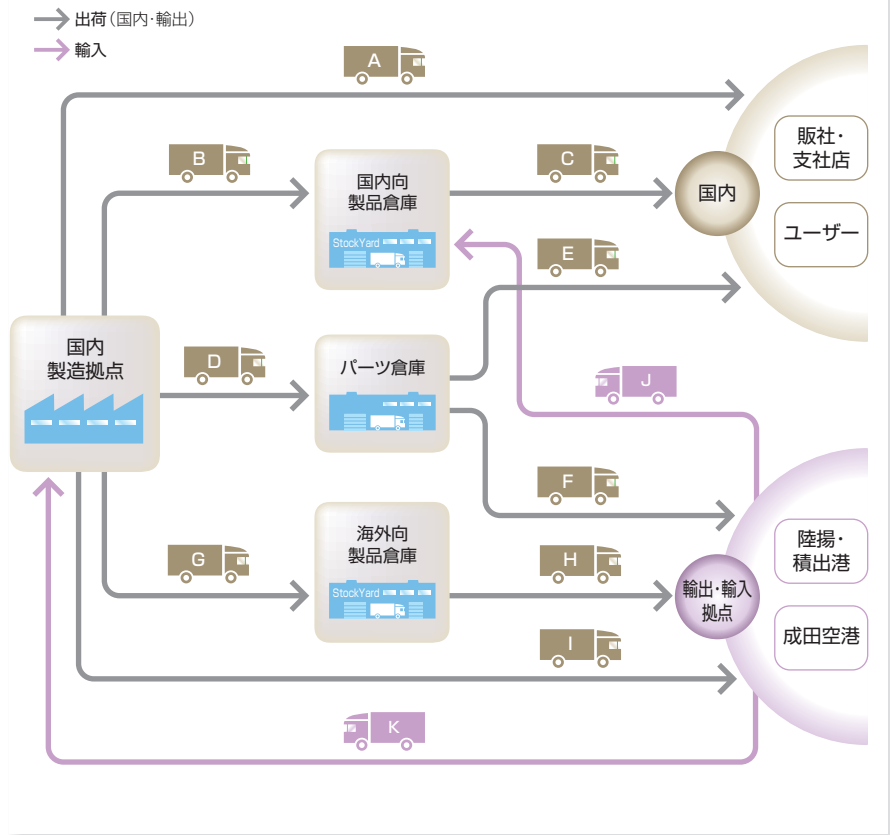 出荷(国内・輸出)
輸入
A
B
C
国内向
製品倉庫
StockYard
国内
販社・
支社店
ユーザー
E
国内
製造拠点
D
パーツ倉庫
J
F
G
海外向
製品倉庫
StockYard
H
輸出・輸入
拠点
陸揚・
積出港
成田空港
I
K